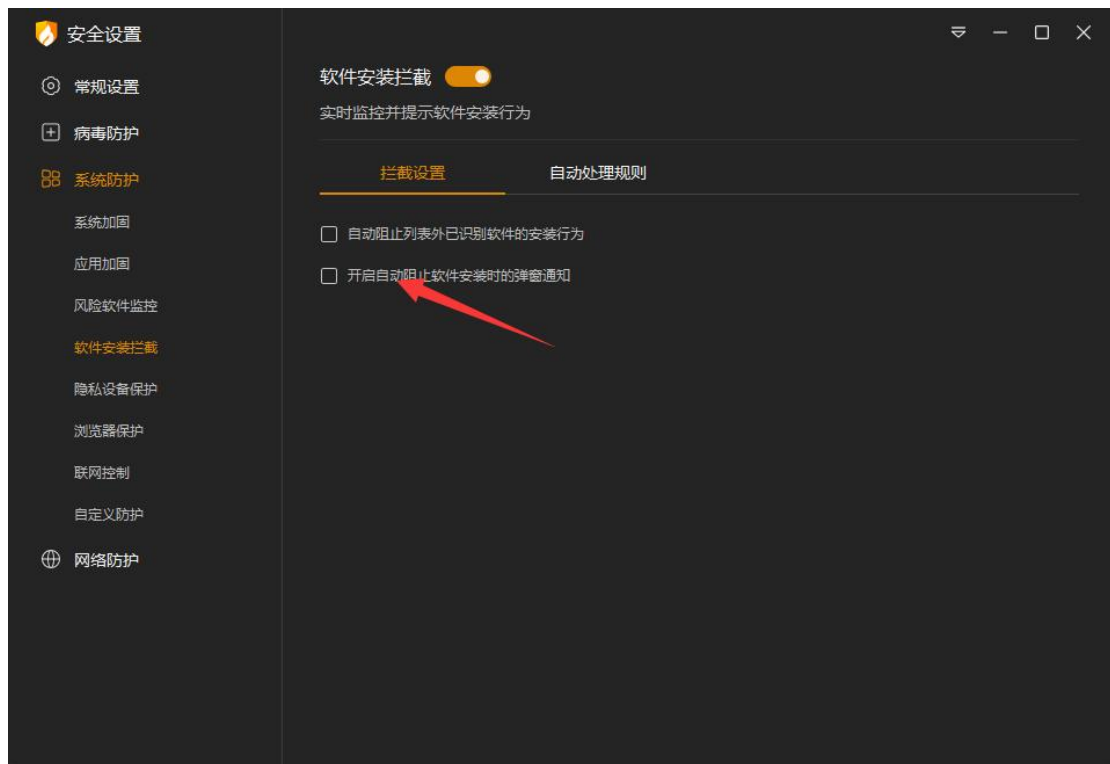 安全设置
常规设置
病毒防护
系统防护
系统加固
应用加固
风险软件监控
软件安装拦截
隐私设备保护
浏览器保护
联网控制
自定义防护
网络防护
软件安装拦截
实时监控并提示软件安装行为
拦截设置 自动处理规则
自动阻止列表外已识别软件的安装行为
开启自动阻止软件安装时的弹窗通知